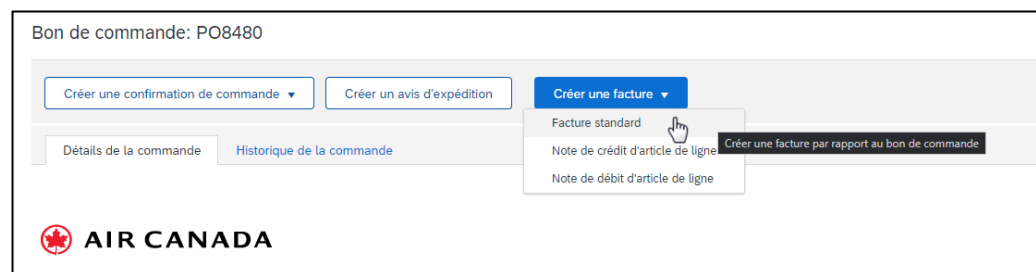 Bon de commande: PO8480
Créer une confirmation de commande
Créer un avis d'expédition
Créer une facture
Facture standard
Créer une facture par rapport au bon de commande
Détails de la commande
Historique de la commande
Note de crédit d'article de ligne
Note de débit d'article de ligne
AIR CANADA